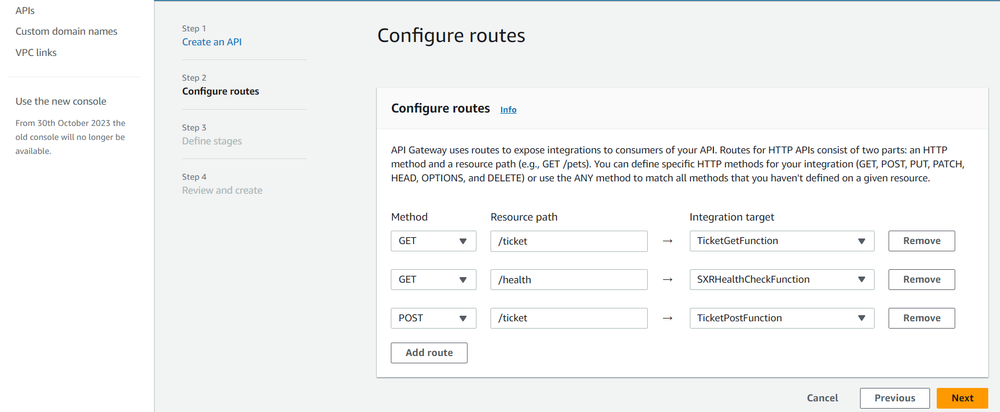 APIs
Custom domain names
VPC links
Use the new console
From 30th October 2023 the
old console will no longer be
available.
Step 1
Create an API
Step 2
Configure routes
Step 3
Define stages
Step 4
Review and create
Configure routes
Configure routes Info
API Gateway uses routes to expose integrations to consumers of your API. Routes for HTTP APIs consist of two parts: an HTTP
method and a resource path (e.g., GET /pets). You can define specific HTTP methods for your integration (GET, POST, PUT, PATCH,
HEAD, OPTIONS, and DELETE) or use the ANY method to match all methods that you haven't defined on a given resource.
Method Resource path Integration target
GET /ticket → TicketGetFunction Remove
GET /health → SXRHealthCheckFunction Remove
POST /ticket → TicketPostFunction Remove
Add route
Cancel Previous Next